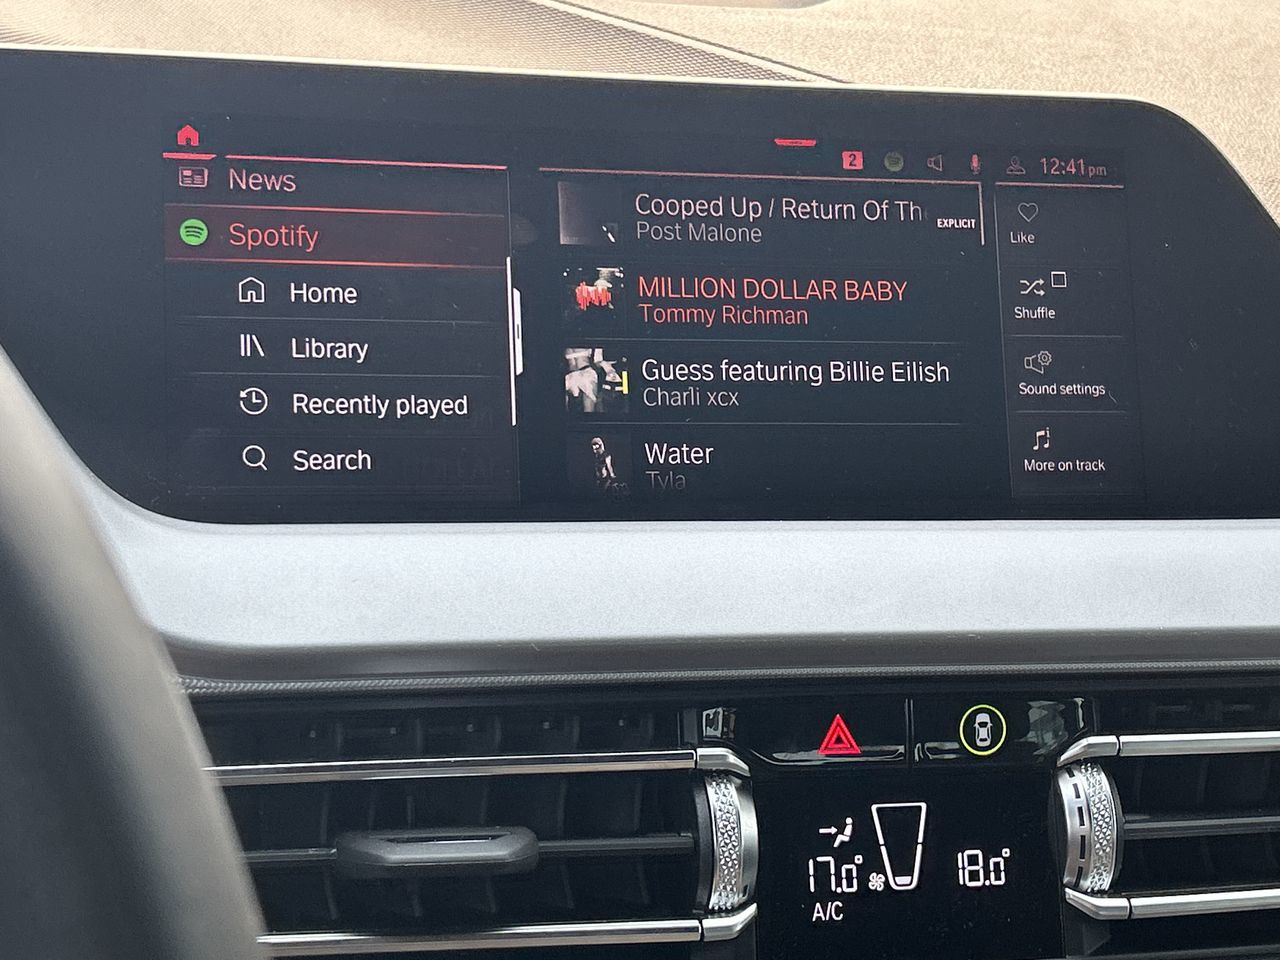 2
12:41pm
News
Spotify
Home
Library
Recently played
Search
Cooped Up / Return Of Th
EXPLICIT
Post Malone
MILLION DOLLAR BABY
Tommy Richman
Guess featuring Billie Eilish
Charli xcx
Water
Tyla
Like
Shuffle
Sound settings
More on track
17.0°
18.0°
A/C